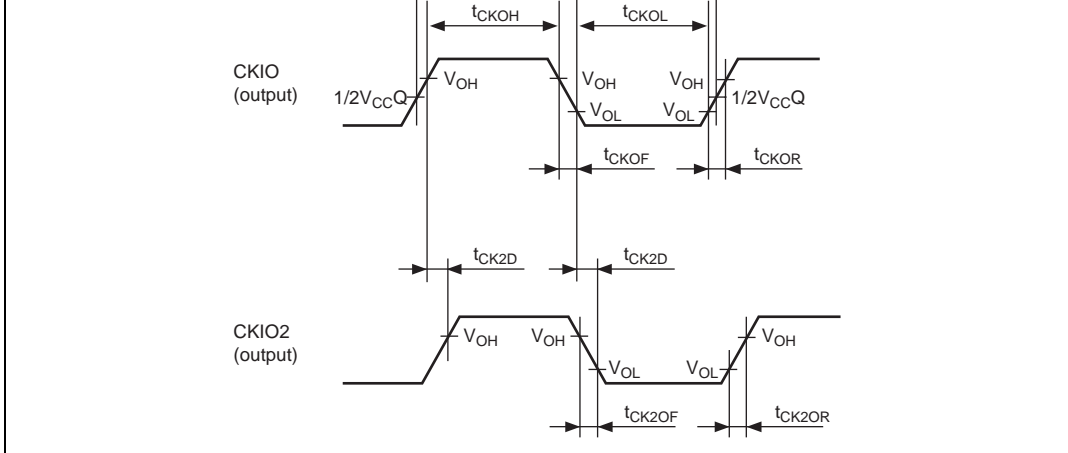 tCKOH tCKOL
CKIO
(output)
1/2VCCQ VOH VOH VOL VOH VOL 1/2VCCQ
tCKOF tCKOR
tCK2D tCK2D
CKIO2
(output)
VOH VOH VOL VOL VOH
tCK2OF tCK2OR